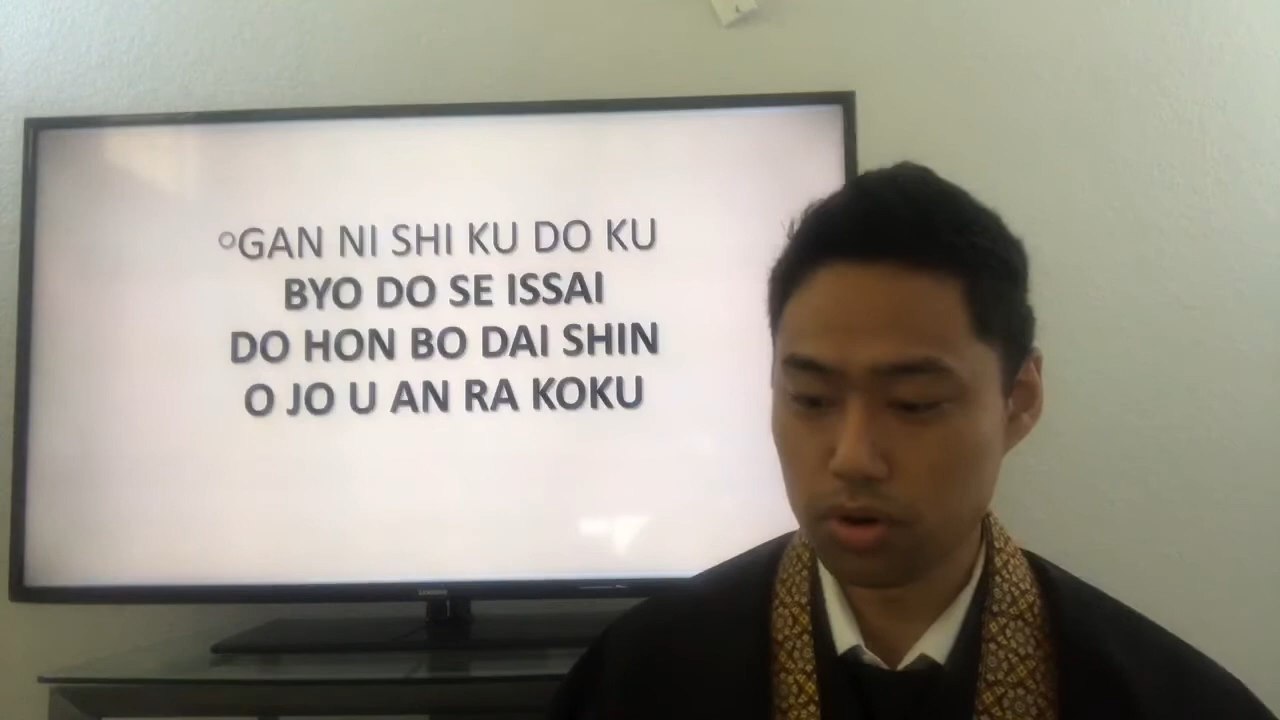 °GAN NI SHI KU DO KU
BYO DO SE ISSAI
DO HON BO DAI SHIN
O JO U AN RA KOKU
SAMSUNG